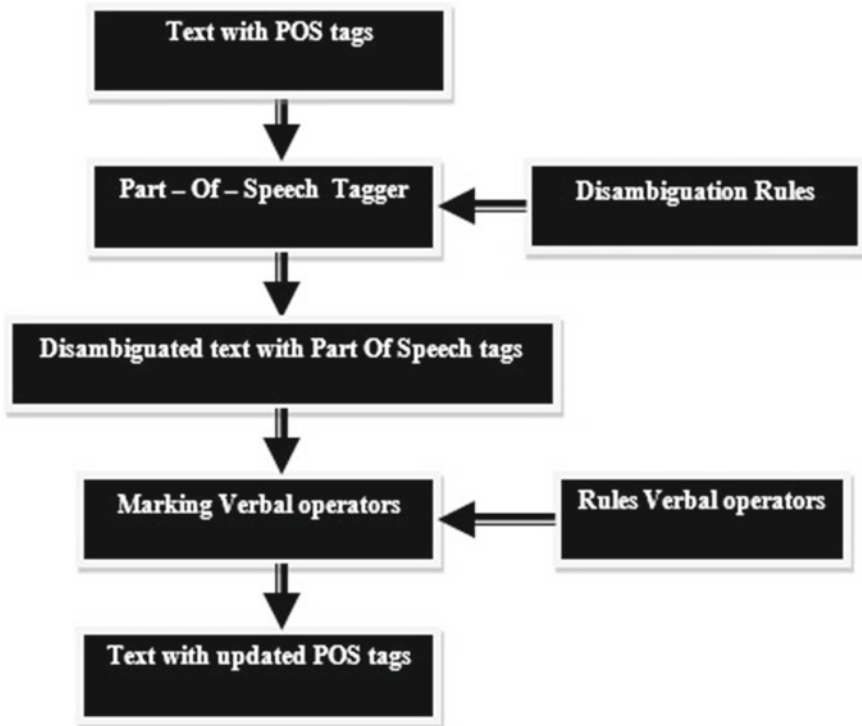 Text with POS tags
Part – Of – Speech Tagger
Disambiguation Rules
Disambiguated text with Part Of Speech tags
Marking Verbal operators
Rules Verbal operators
Text with updated POS tags